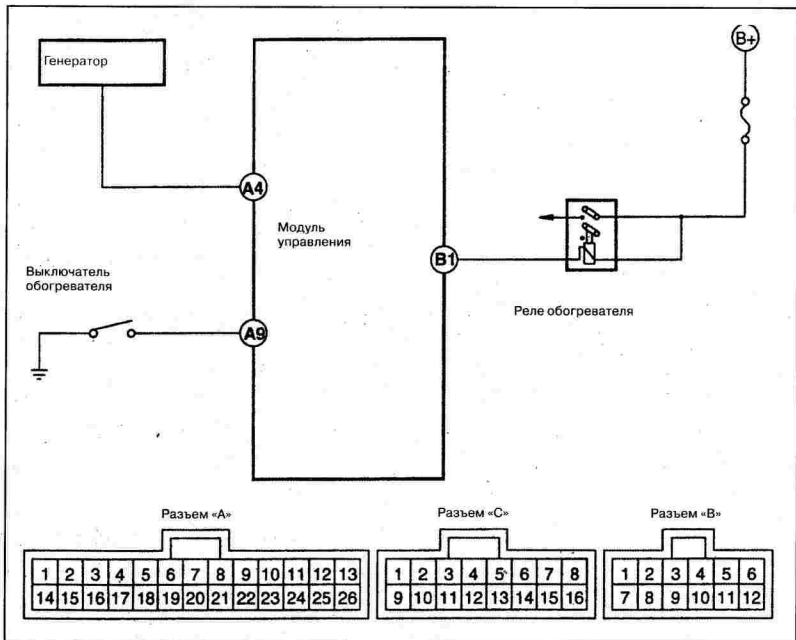 Генератор
B+
A4
Модуль
управления
B1
Выключатель
обогревателя
Реле обогревателя
A9
Разъем «А»
1 2 3 4 5 6 7 8 9 10 11 12 13
14 15 16 17 18 19 20 21 22 23 24 25 26
Разъем «С»
1 2 3 4 5 6 7 8
9 10 11 12 13 14 15 16
Разъем «В»
1 2 3 4 5 6
7 8 9 10 11 12